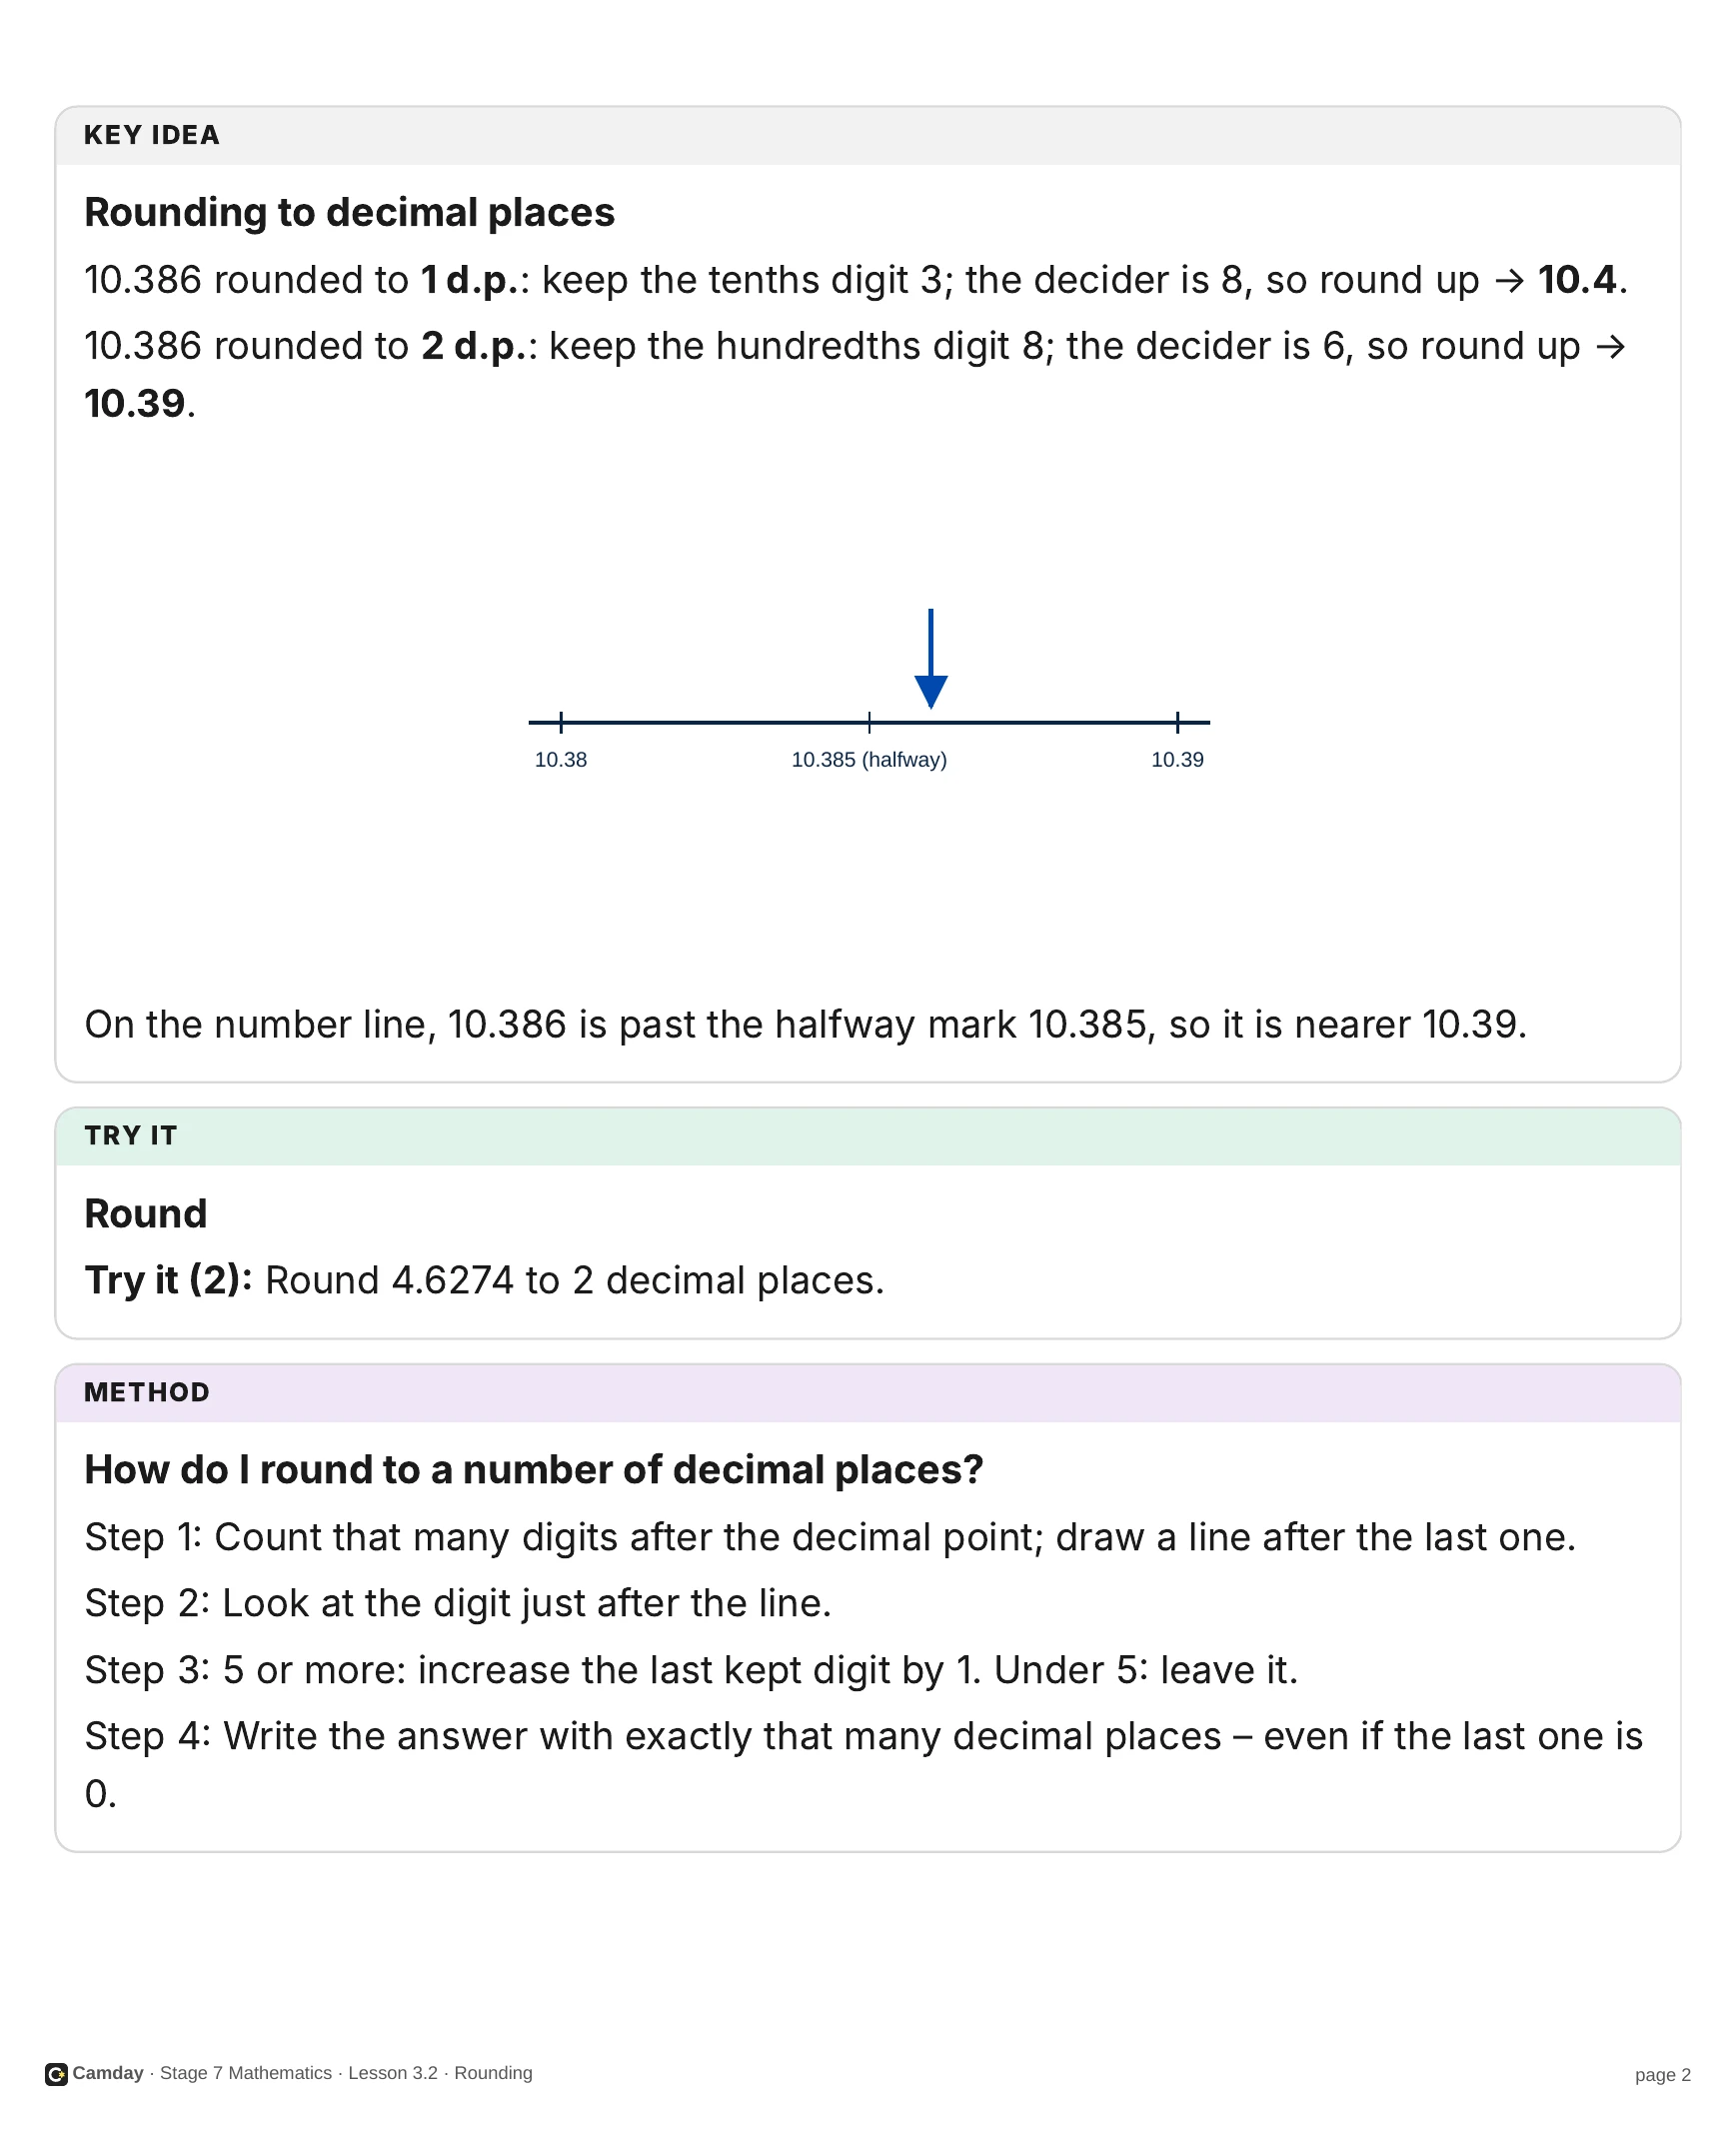 KEY IDEA
Rounding to decimal places
10.386 rounded to 1 d.p.: keep the tenths digit 3; the decider is 8, so round up → 10.4.
10.386 rounded to 2 d.p.: keep the hundredths digit 8; the decider is 6, so round up →
10.39.
10.38 10.385 (halfway) 10.39
On the number line, 10.386 is past the halfway mark 10.385, so it is nearer 10.39.
TRY IT
Round
Try it (2): Round 4.6274 to 2 decimal places.
METHOD
How do I round to a number of decimal places?
Step 1: Count that many digits after the decimal point; draw a line after the last one.
Step 2: Look at the digit just after the line.
Step 3: 5 or more: increase the last kept digit by 1. Under 5: leave it.
Step 4: Write the answer with exactly that many decimal places – even if the last one is
0.
Camday · Stage 7 Mathematics · Lesson 3.2 · Rounding page 2